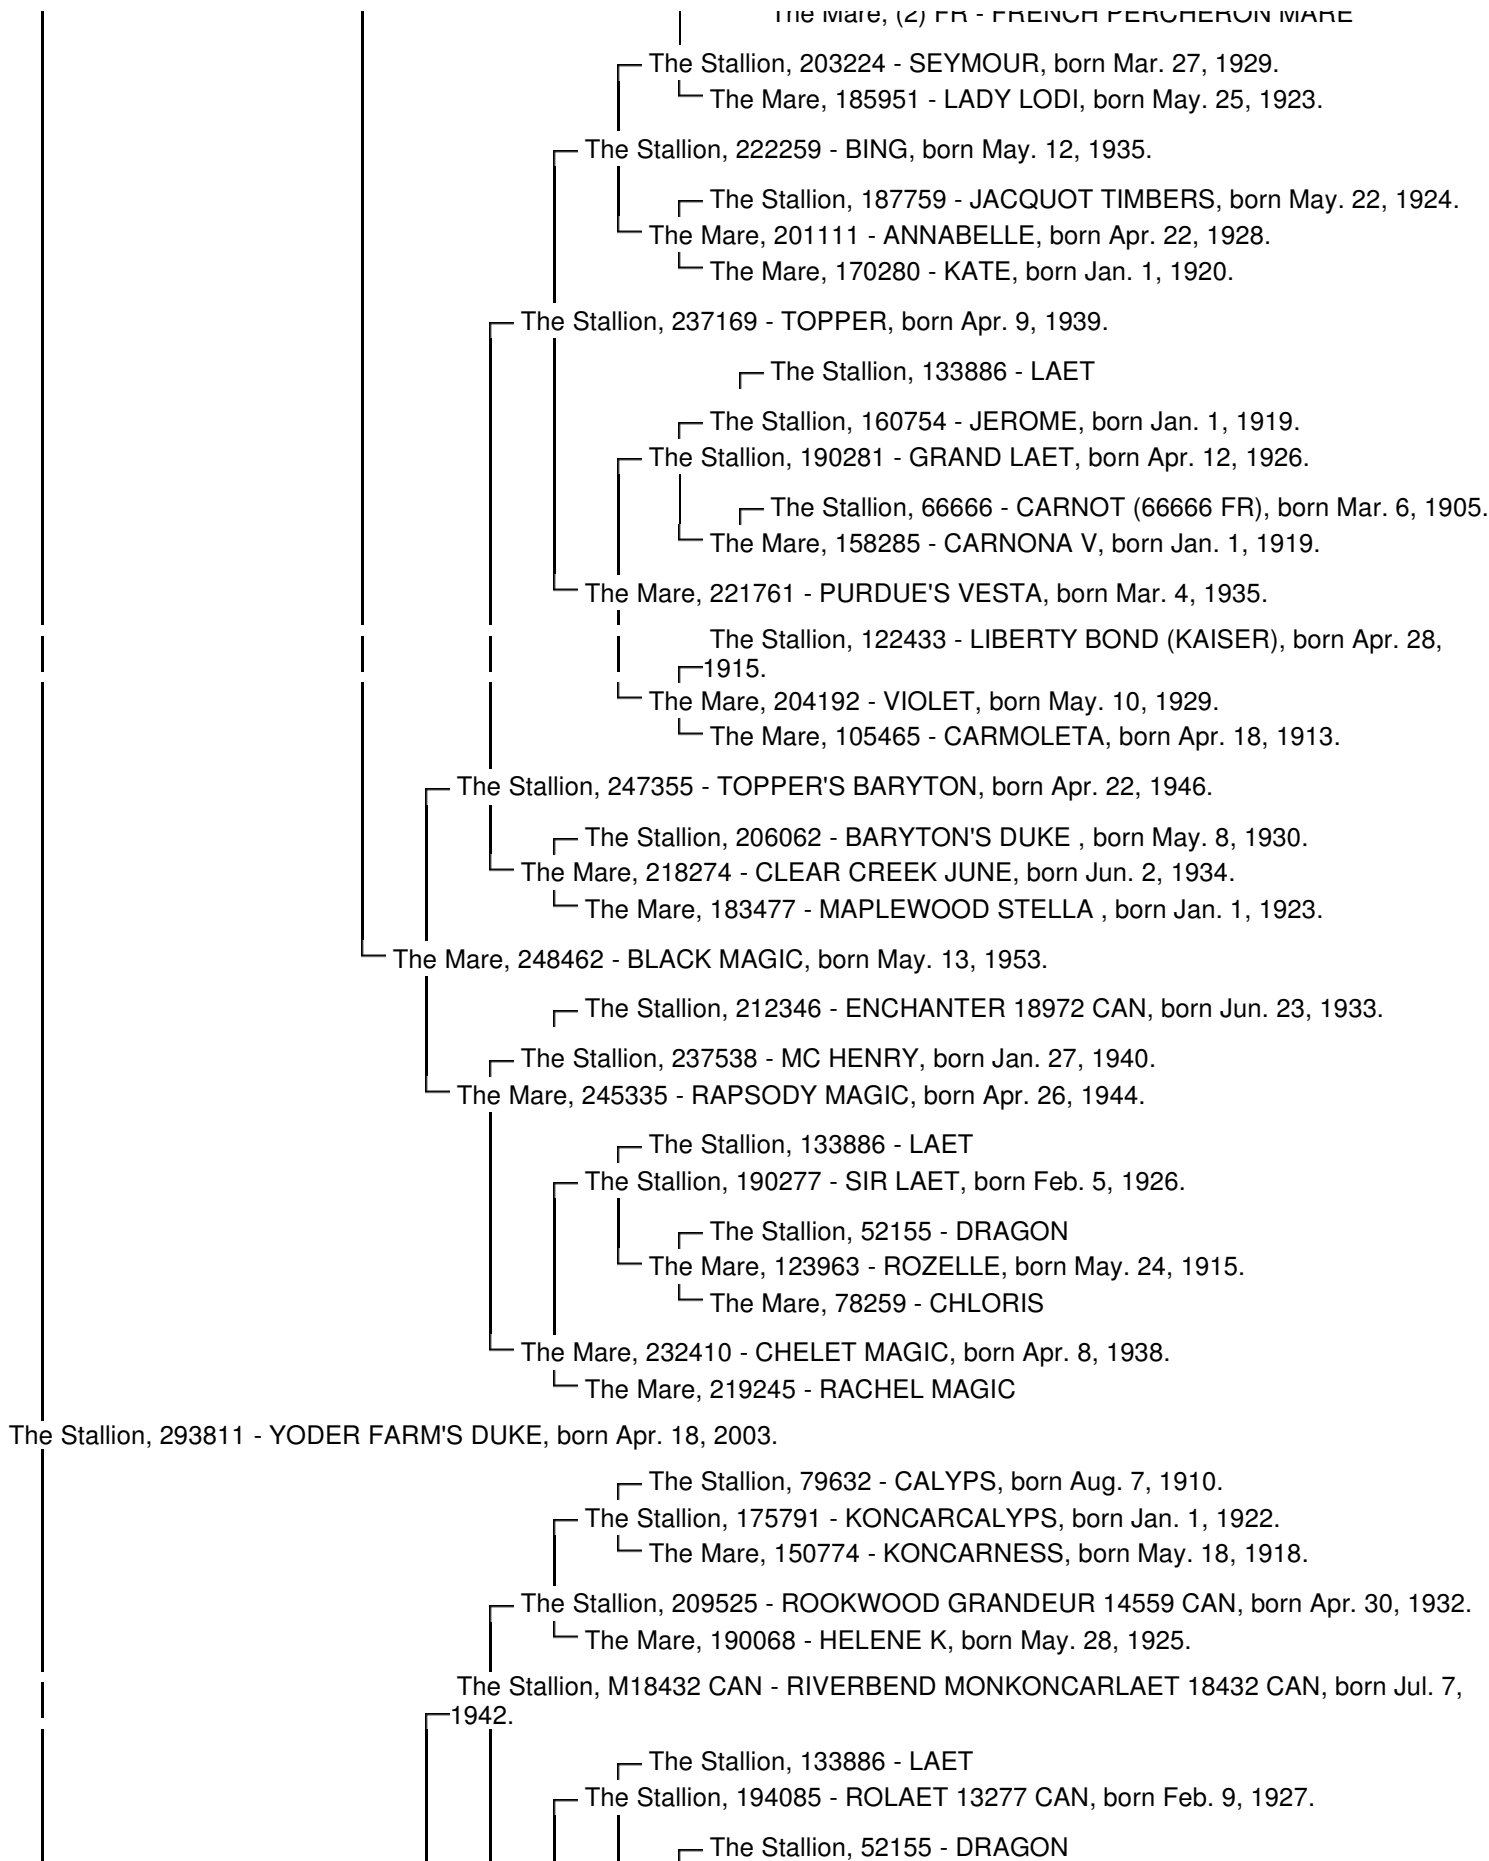 The Mare, (2) FR - FRENCH PERCHERON MARE
The Stallion, 203224 - SEYMOUR, born Mar. 27, 1929.
The Mare, 185951 - LADY LODI, born May. 25, 1923.
The Stallion, 222259 - BING, born May. 12, 1935.
The Stallion, 187759 - JACQUOT TIMBERS, born May. 22, 1924.
The Mare, 201111 - ANNABELLE, born Apr. 22, 1928.
The Mare, 170280 - KATE, born Jan. 1, 1920.
The Stallion, 237169 - TOPPER, born Apr. 9, 1939.
The Stallion, 133886 - LAET
The Stallion, 160754 - JEROME, born Jan. 1, 1919.
The Stallion, 190281 - GRAND LAET, born Apr. 12, 1926.
The Stallion, 66666 - CARNOT (66666 FR), born Mar. 6, 1905.
The Mare, 158285 - CARNONA V, born Jan. 1, 1919.
The Mare, 221761 - PURDUE'S VESTA, born Mar. 4, 1935.
The Stallion, 122433 - LIBERTY BOND (KAISER), born Apr. 28,
1915.
The Mare, 204192 - VIOLET, born May. 10, 1929.
The Mare, 105465 - CARMOLETA, born Apr. 18, 1913.
The Stallion, 247355 - TOPPER'S BARYTON, born Apr. 22, 1946.
The Stallion, 206062 - BARYTON'S DUKE , born May. 8, 1930.
The Mare, 218274 - CLEAR CREEK JUNE, born Jun. 2, 1934.
The Mare, 183477 - MAPLEWOOD STELLA , born Jan. 1, 1923.
The Mare, 248462 - BLACK MAGIC, born May. 13, 1953.
The Stallion, 212346 - ENCHANTER 18972 CAN, born Jun. 23, 1933.
The Stallion, 237538 - MC HENRY, born Jan. 27, 1940.
The Mare, 245335 - RAPSODY MAGIC, born Apr. 26, 1944.
The Stallion, 133886 - LAET
The Stallion, 190277 - SIR LAET, born Feb. 5, 1926.
The Stallion, 52155 - DRAGON
The Mare, 123963 - ROZELLE, born May. 24, 1915.
The Mare, 78259 - CHLORIS
The Mare, 232410 - CHELET MAGIC, born Apr. 8, 1938.
The Mare, 219245 - RACHEL MAGIC
The Stallion, 293811 - YODER FARM'S DUKE, born Apr. 18, 2003.
The Stallion, 79632 - CALYPS, born Aug. 7, 1910.
The Stallion, 175791 - KONCARCALYPS, born Jan. 1, 1922.
The Mare, 150774 - KONCARNESS, born May. 18, 1918.
The Stallion, 209525 - ROOKWOOD GRANDEUR 14559 CAN, born Apr. 30, 1932.
The Mare, 190068 - HELENE K, born May. 28, 1925.
The Stallion, M18432 CAN - RIVERBEND MONKONCARLAET 18432 CAN, born Jul. 7,
1942.
The Stallion, 133886 - LAET
The Stallion, 194085 - ROLAET 13277 CAN, born Feb. 9, 1927.
The Stallion, 52155 - DRAGON